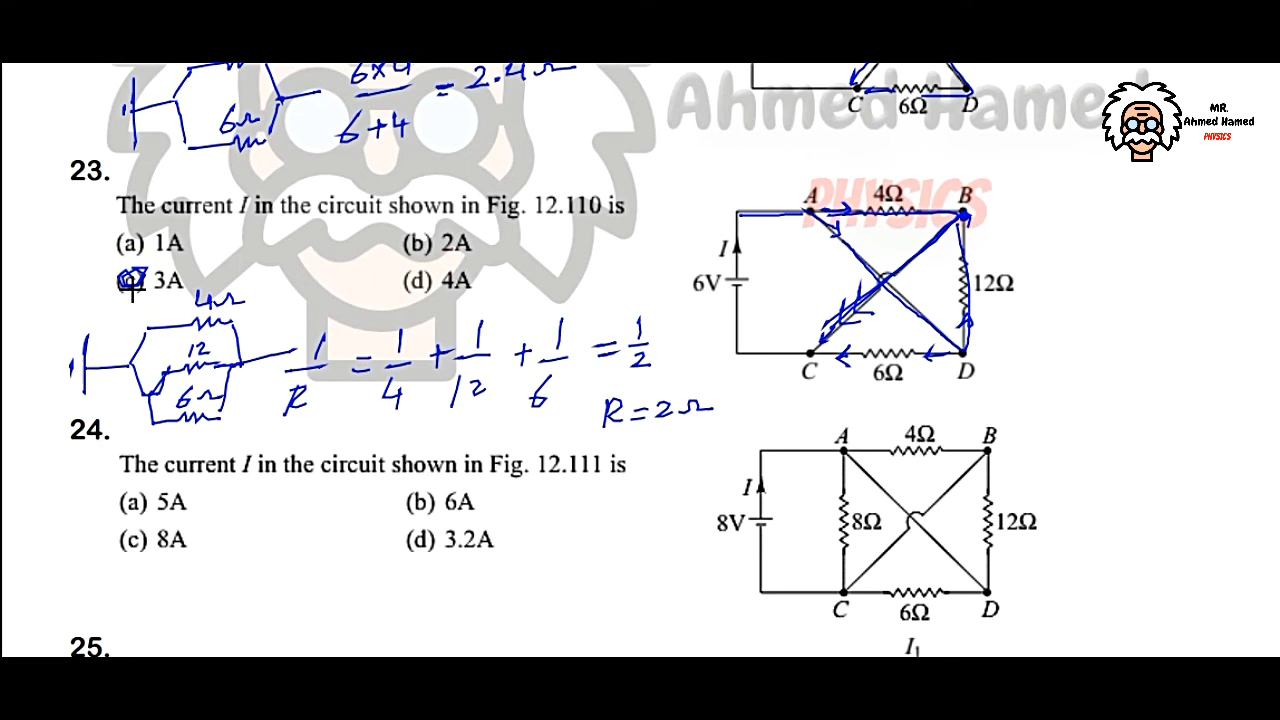 Ahmed Hame
PHYSICS
MR.
Ahmed Hamed
PHYSICS
6×4
6+4
= 2.4Ω
6Ω
C 6Ω D
23.
The current I in the circuit shown in Fig. 12.110 is
(a) 1A (b) 2A
3A (d) 4A
A 4Ω B
I
6V 12Ω
C 6Ω D
4Ω
12
6Ω
1/R = 1/4 + 1/12 + 1/6 = 1/2
R = 2Ω
24.
The current I in the circuit shown in Fig. 12.111 is
(a) 5A (b) 6A
(c) 8A (d) 3.2A
A 4Ω B
I
8V 8Ω 12Ω
C 6Ω D
25.
I₁